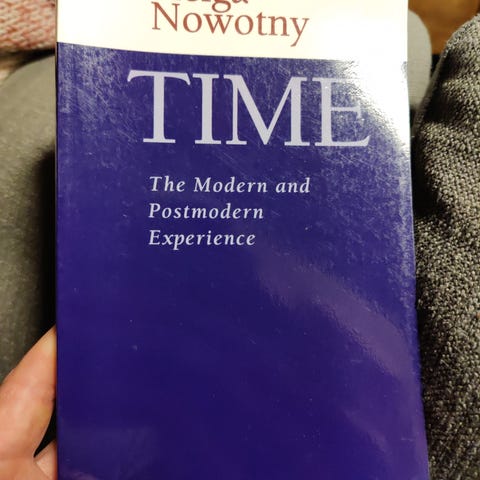 Nowotny
TIME
The Modern and
Postmodern
Experience